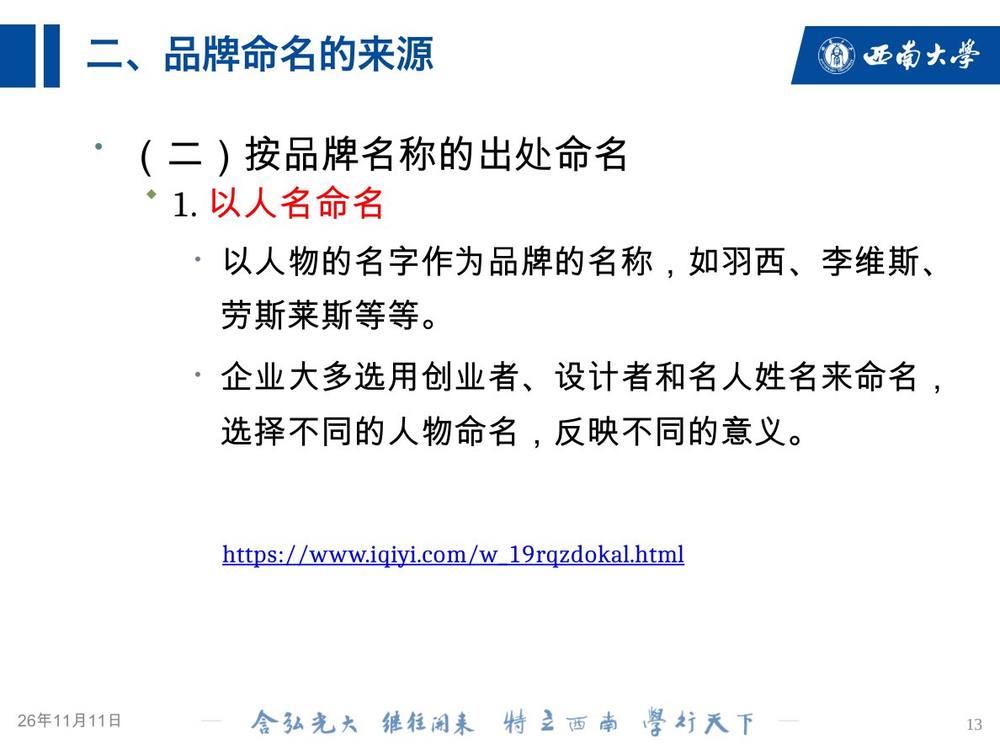 二、品牌命名的来源
西南大学
（二）按品牌名称的出处命名
1. 以人名命名
以人物的名字作为品牌的名称，如羽西、李维斯、
劳斯莱斯等等。
企业大多选用创业者、设计者和名人姓名来命名，
选择不同的人物命名，反映不同的意义。
https://www.iqiyi.com/w_19rqzdokal.html
26年11月11日
含弘光大 继往开来 特立西南 學行天下
13